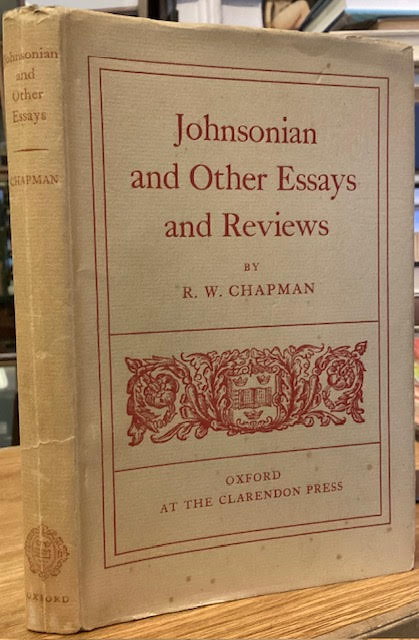 Johnsonian
and Other Essays
and Reviews
BY
R. W. CHAPMAN
OXFORD
AT THE CLARENDON PRESS
Johnsonian
and
Other
Essays
CHAPMAN
OXFORD